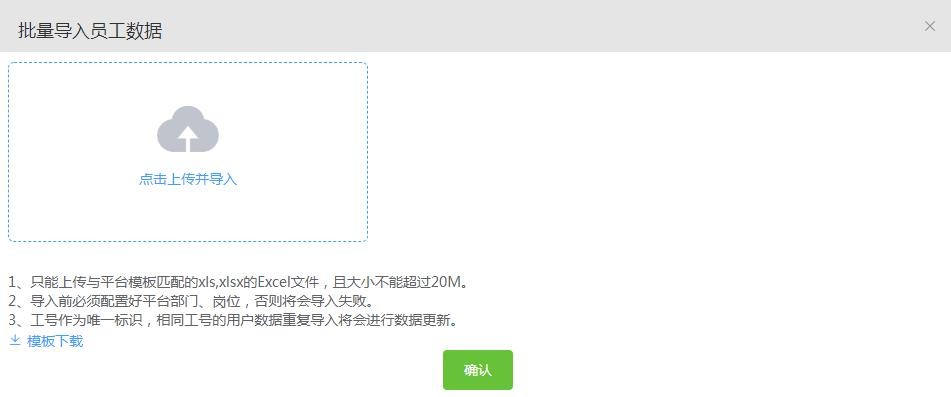 批量导入员工数据
点击上传并导入
1、只能上传与平台模板匹配的xls,xlsx的Excel文件，且大小不能超过20M。
2、导入前必须配置好平台部门、岗位，否则将会导入失败。
3、工号作为唯一标识，相同工号的用户数据重复导入将会进行数据更新。
模板下载
确认